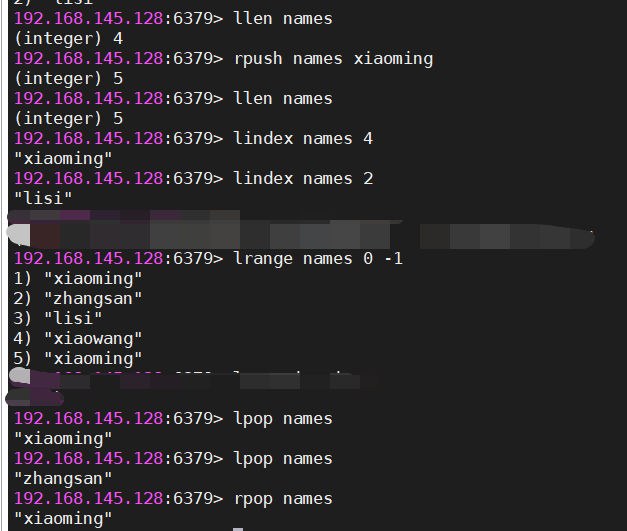 2) "lisi"
192.168.145.128:6379> llen names
(integer) 4
192.168.145.128:6379> rpush names xiaoming
(integer) 5
192.168.145.128:6379> llen names
(integer) 5
192.168.145.128:6379> lindex names 4
"xiaoming"
192.168.145.128:6379> lindex names 2
"lisi"
192.168.145.128:6379> lrange names 0 -1
1) "xiaoming"
2) "zhangsan"
3) "lisi"
4) "xiaowang"
5) "xiaoming"
192.168.145.128:6379> lpop names
"xiaoming"
192.168.145.128:6379> lpop names
"zhangsan"
192.168.145.128:6379> rpop names
"xiaoming"